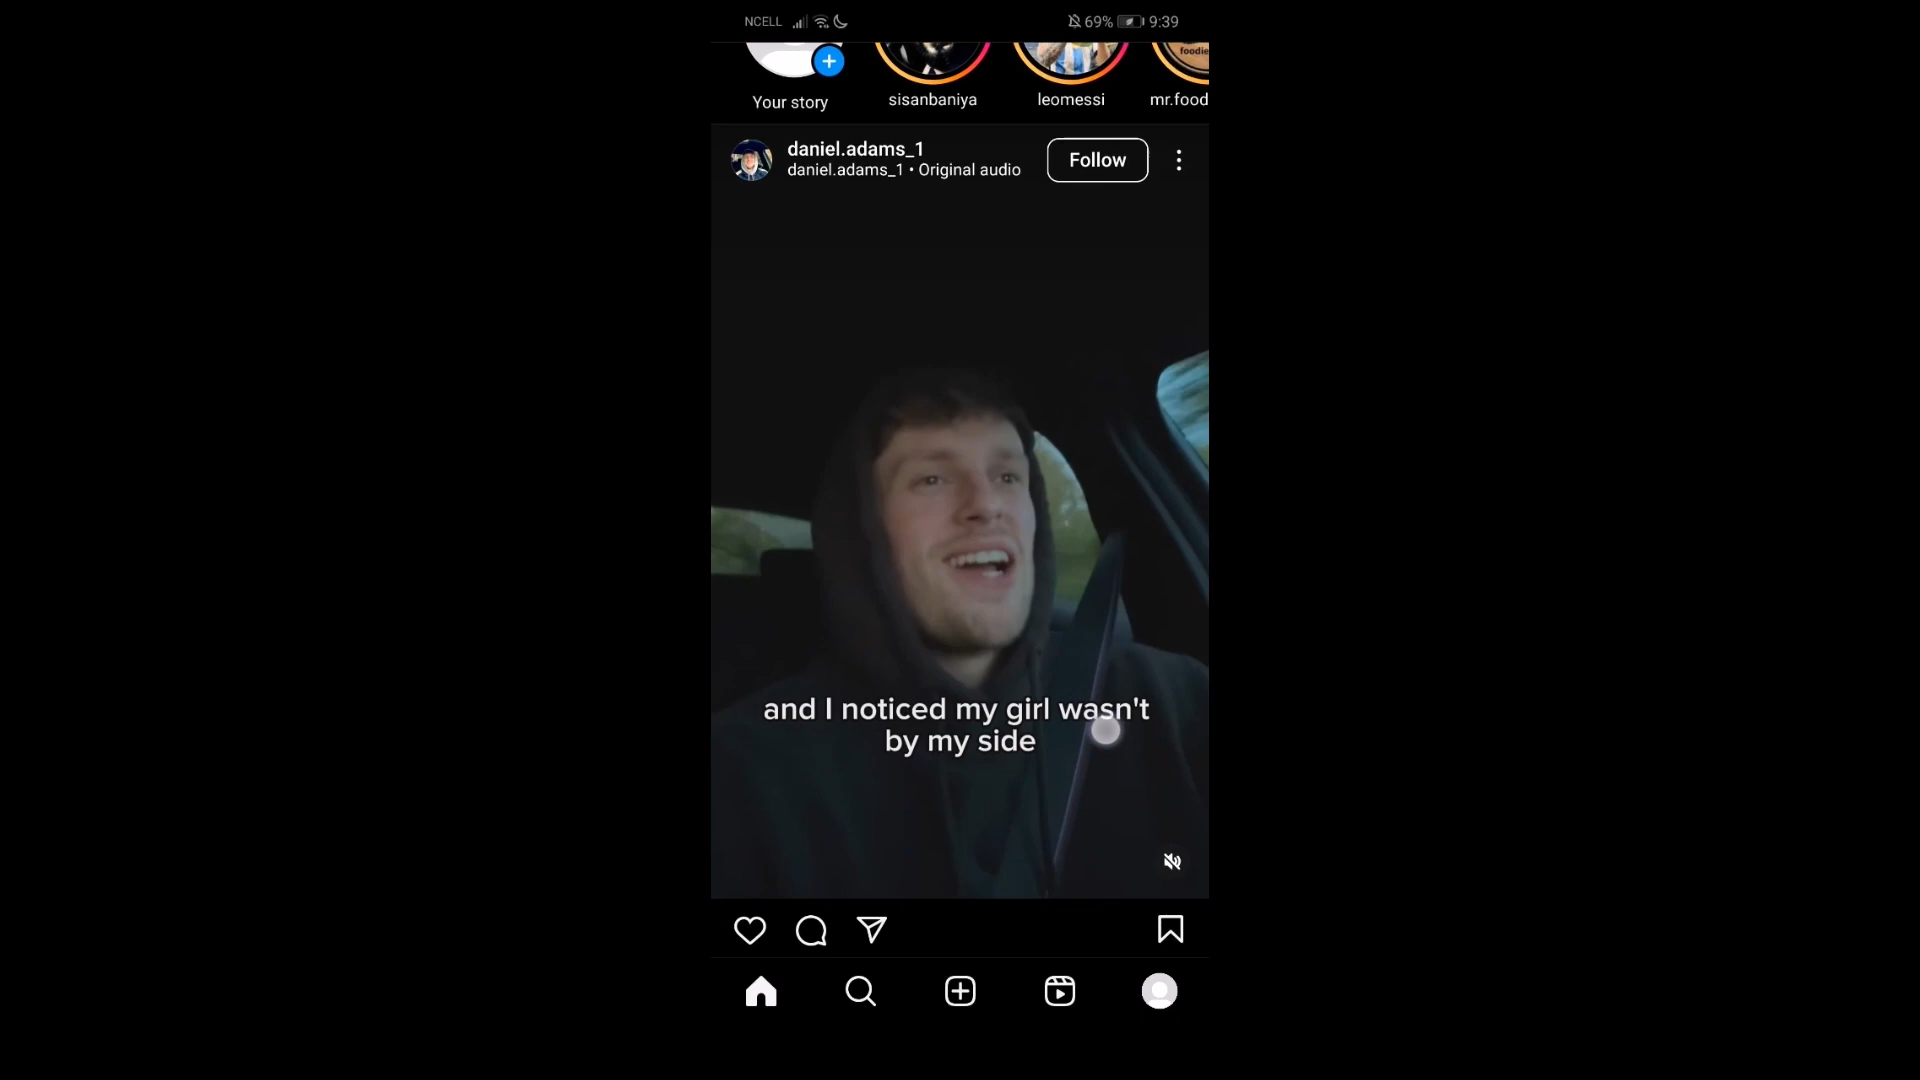 NCELL 69% 9:39
foodie
Your story sisanbaniya leomessi mr.food
daniel.adams_1
daniel.adams_1 • Original audio
Follow
and I noticed my girl wasn't
by my side